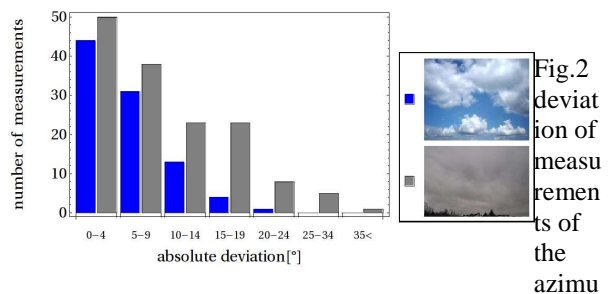 number of measurements
50
40
30
20
10
0
0–4 5–9 10–14 15–19 20–24 25–34 35<
absolute deviation[°]
Fig.2
deviat
ion of
measu
remen
ts of
the
azimu